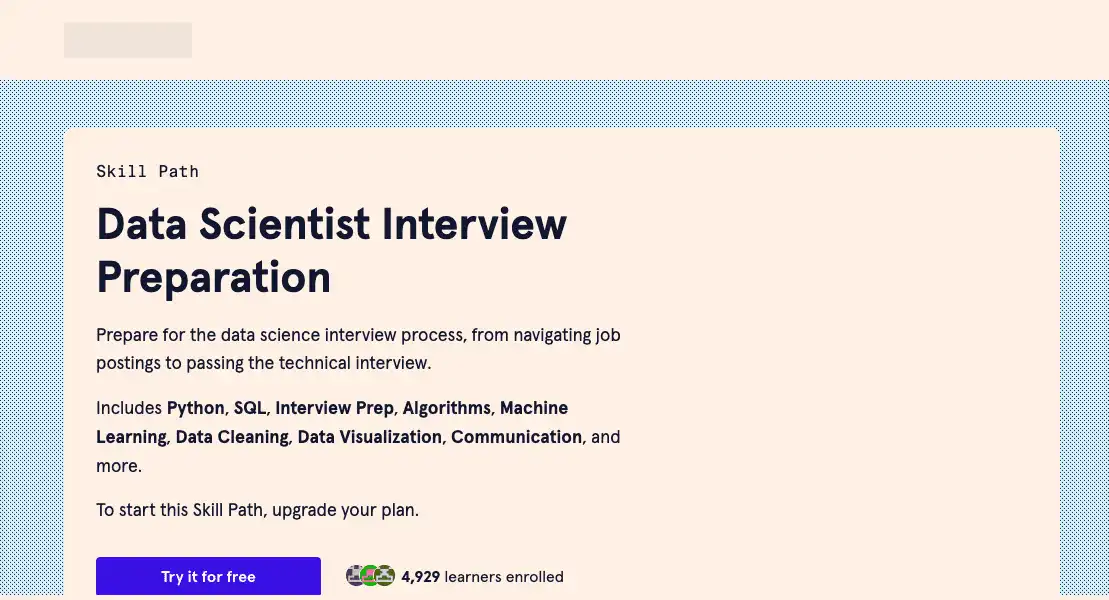 Skill Path
Data Scientist Interview
Preparation
Prepare for the data science interview process, from navigating job
postings to passing the technical interview.
Includes Python, SQL, Interview Prep, Algorithms, Machine
Learning, Data Cleaning, Data Visualization, Communication, and
more.
To start this Skill Path, upgrade your plan.
Try it for free
4,929 learners enrolled